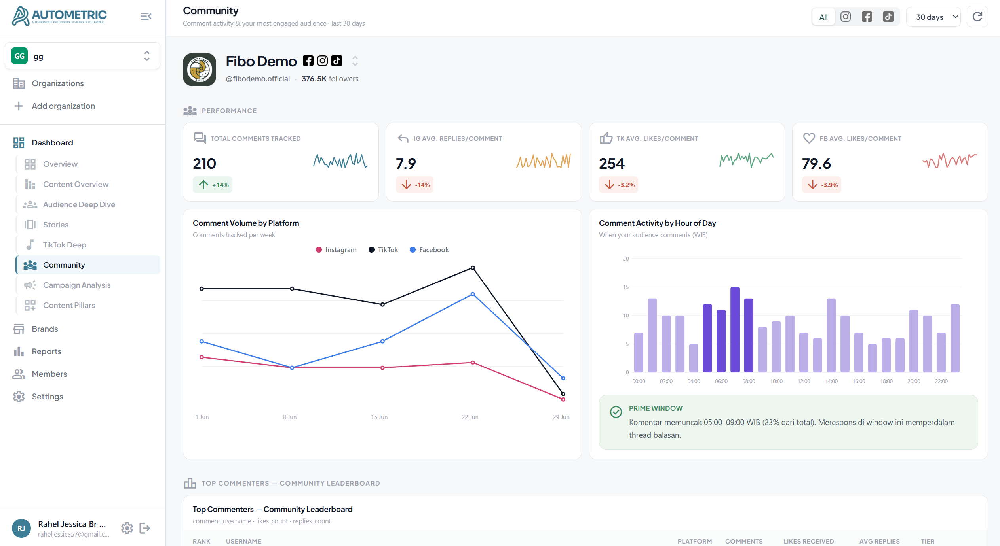 AUTOMETRIC
AUTONOMOUS PRECISSION. SCALING INTELLIGENCE.
GG gg
Organizations
Add organization
Dashboard
Overview
Content Overview
Audience Deep Dive
Stories
TikTok Deep
Community
Campaign Analysis
Content Pillars
Brands
Reports
Members
Settings
RJ
Rahel Jessica Br ...
raheljessica57@gmail.c...
Community
Comment activity & your most engaged audience · last 30 days
All
30 days
Fibo Demo
@fibodemo.official · 376.5K followers
FIBONACCI
SPACE
PERFORMANCE
TOTAL COMMENTS TRACKED
210
+14%
IG AVG. REPLIES/COMMENT
7.9
-14%
TK AVG. LIKES/COMMENT
254
-3.2%
FB AVG. LIKES/COMMENT
79.6
-3.9%
Comment Volume by Platform
Comments tracked per week
Instagram TikTok Facebook
1 Jun 8 Jun 15 Jun 22 Jun 29 Jun
Comment Activity by Hour of Day
When your audience comments (WIB)
20
15
10
5
0
00:00 02:00 04:00 06:00 08:00 10:00 12:00 14:00 16:00 18:00 20:00 22:00
PRIME WINDOW
Komentar memuncak 05:00–09:00 WIB (23% dari total). Merespons di window ini memperdalam
thread balasan.
TOP COMMENTERS — COMMUNITY LEADERBOARD
Top Commenters — Community Leaderboard
comment_username · likes_count · replies_count
RANK USERNAME PLATFORM COMMENTS LIKES RECEIVED AVG REPLIES TIER